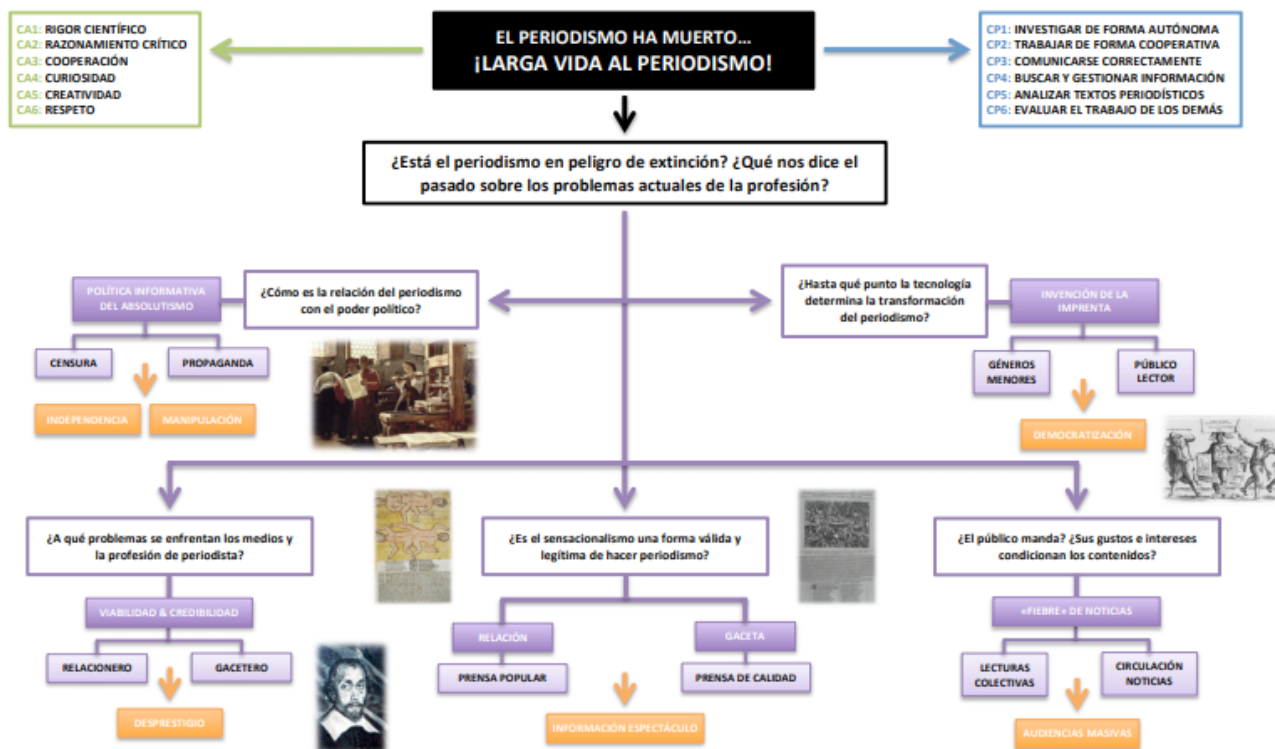 EL PERIODISMO HA MUERTO…
¡LARGA VIDA AL PERIODISMO!
CA1: RIGOR CIENTÍFICO
CA2: RAZONAMIENTO CRÍTICO
CA3: COOPERACIÓN
CA4: CURIOSIDAD
CA5: CREATIVIDAD
CA6: RESPETO
CP1: INVESTIGAR DE FORMA AUTÓNOMA
CP2: TRABAJAR DE FORMA COOPERATIVA
CP3: COMUNICARSE CORRECTAMENTE
CP4: BUSCAR Y GESTIONAR INFORMACIÓN
CP5: ANALIZAR TEXTOS PERIODÍSTICOS
CP6: EVALUAR EL TRABAJO DE LOS DEMÁS
¿Está el periodismo en peligro de extinción? ¿Qué nos dice el
pasado sobre los problemas actuales de la profesión?
POLÍTICA INFORMATIVA
DEL ABSOLUTISMO
¿Cómo es la relación del periodismo
con el poder político?
CENSURA
PROPAGANDA
INDEPENDENCIA
MANIPULACIÓN
¿Hasta qué punto la tecnología
determina la transformación
del periodismo?
INVENCIÓN DE LA
IMPRENTA
GÉNEROS
MENORES
PÚBLICO
LECTOR
DEMOCRATIZACIÓN
¿A qué problemas se enfrentan los medios y
la profesión de periodista?
VIABILIDAD & CREDIBILIDAD
RELACIONERO
GACETERO
DESPRESTIGIO
¿Es el sensacionalismo una forma válida y
legítima de hacer periodismo?
RELACIÓN
GACETA
PRENSA POPULAR
PRENSA DE CALIDAD
INFORMACIÓN ESPECTÁCULO
¿El público manda? ¿Sus gustos e intereses
condicionan los contenidos?
«FIEBRE» DE NOTICIAS
LECTURAS
COLECTIVAS
CIRCULACIÓN
NOTICIAS
AUDIENCIAS MASIVAS